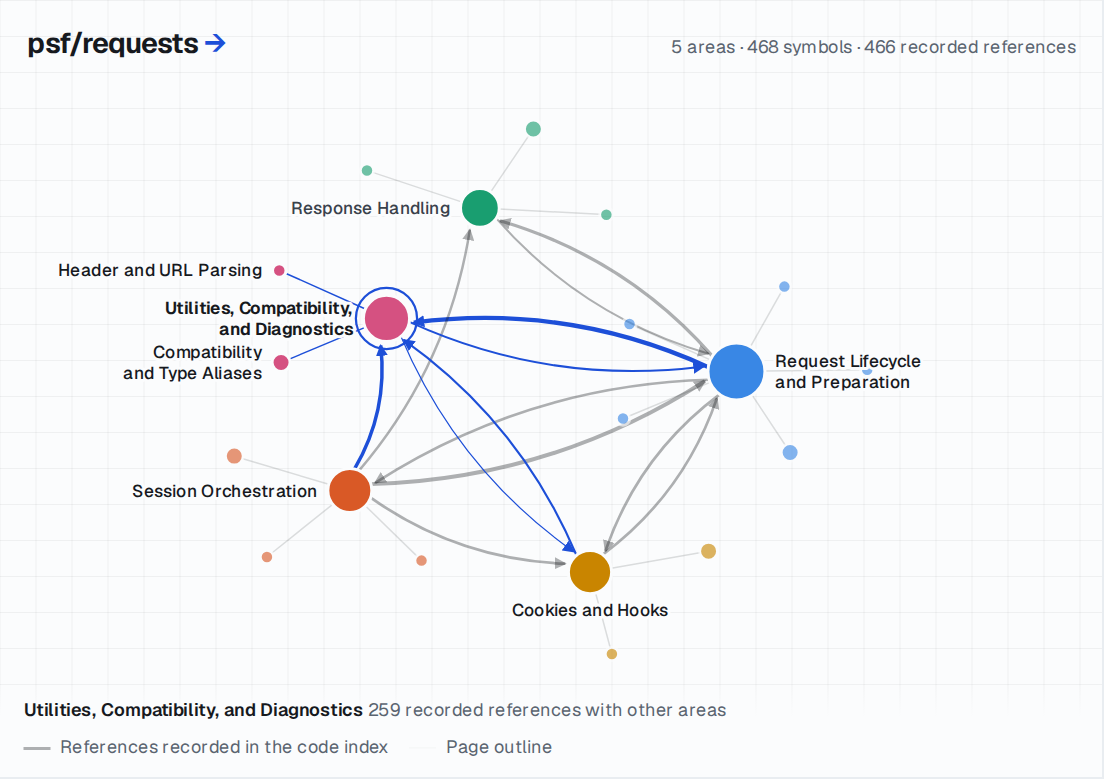 psf/requests →
5 areas · 468 symbols · 466 recorded references
Response Handling
Header and URL Parsing
Utilities, Compatibility,
and Diagnostics
Compatibility
and Type Aliases
Request Lifecycle
and Preparation
Session Orchestration
Cookies and Hooks
Utilities, Compatibility, and Diagnostics 259 recorded references with other areas
References recorded in the code index
Page outline